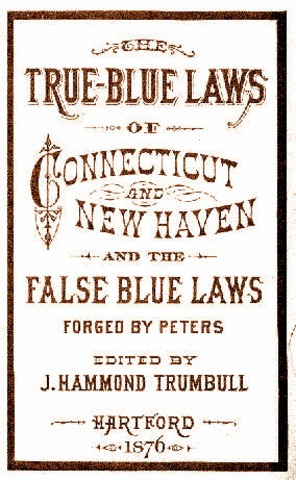 THE
TRUE-BLUE LAWS
OF
CONNECTICUT
AND
NEW HAVEN
AND THE
FALSE BLUE LAWS
FORGED BY PETERS
EDITED BY
J. HAMMOND TRUMBULL
HARTFORD
1876